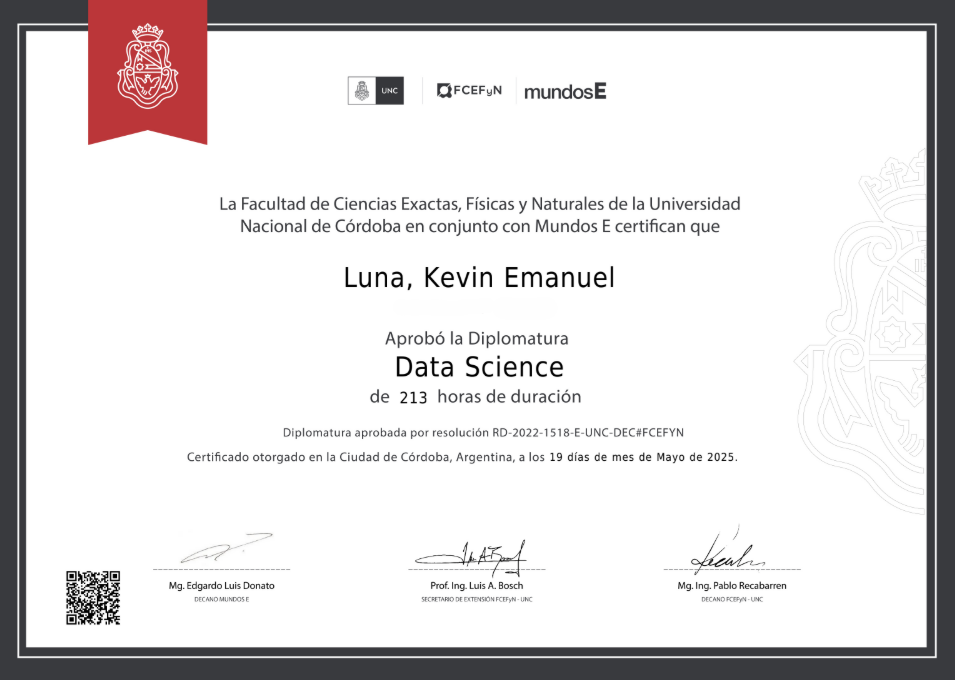 UNC
FCEFyN
mundosE
La Facultad de Ciencias Exactas, Físicas y Naturales de la Universidad
Nacional de Córdoba en conjunto con Mundos E certifican que
Luna, Kevin Emanuel
Aprobó la Diplomatura
Data Science
de 213 horas de duración
Diplomatura aprobada por resolución RD-2022-1518-E-UNC-DEC#FCEFYN
Certificado otorgado en la Ciudad de Córdoba, Argentina, a los 19 días de mes de Mayo de 2025.
Mg. Edgardo Luis Donato
DECANO MUNDOS E
Prof. Ing. Luis A. Bosch
SECRETARIO DE EXTENSIÓN FCEFyN - UNC
Mg. Ing. Pablo Recabarren
DECANO FCEFyN - UNC